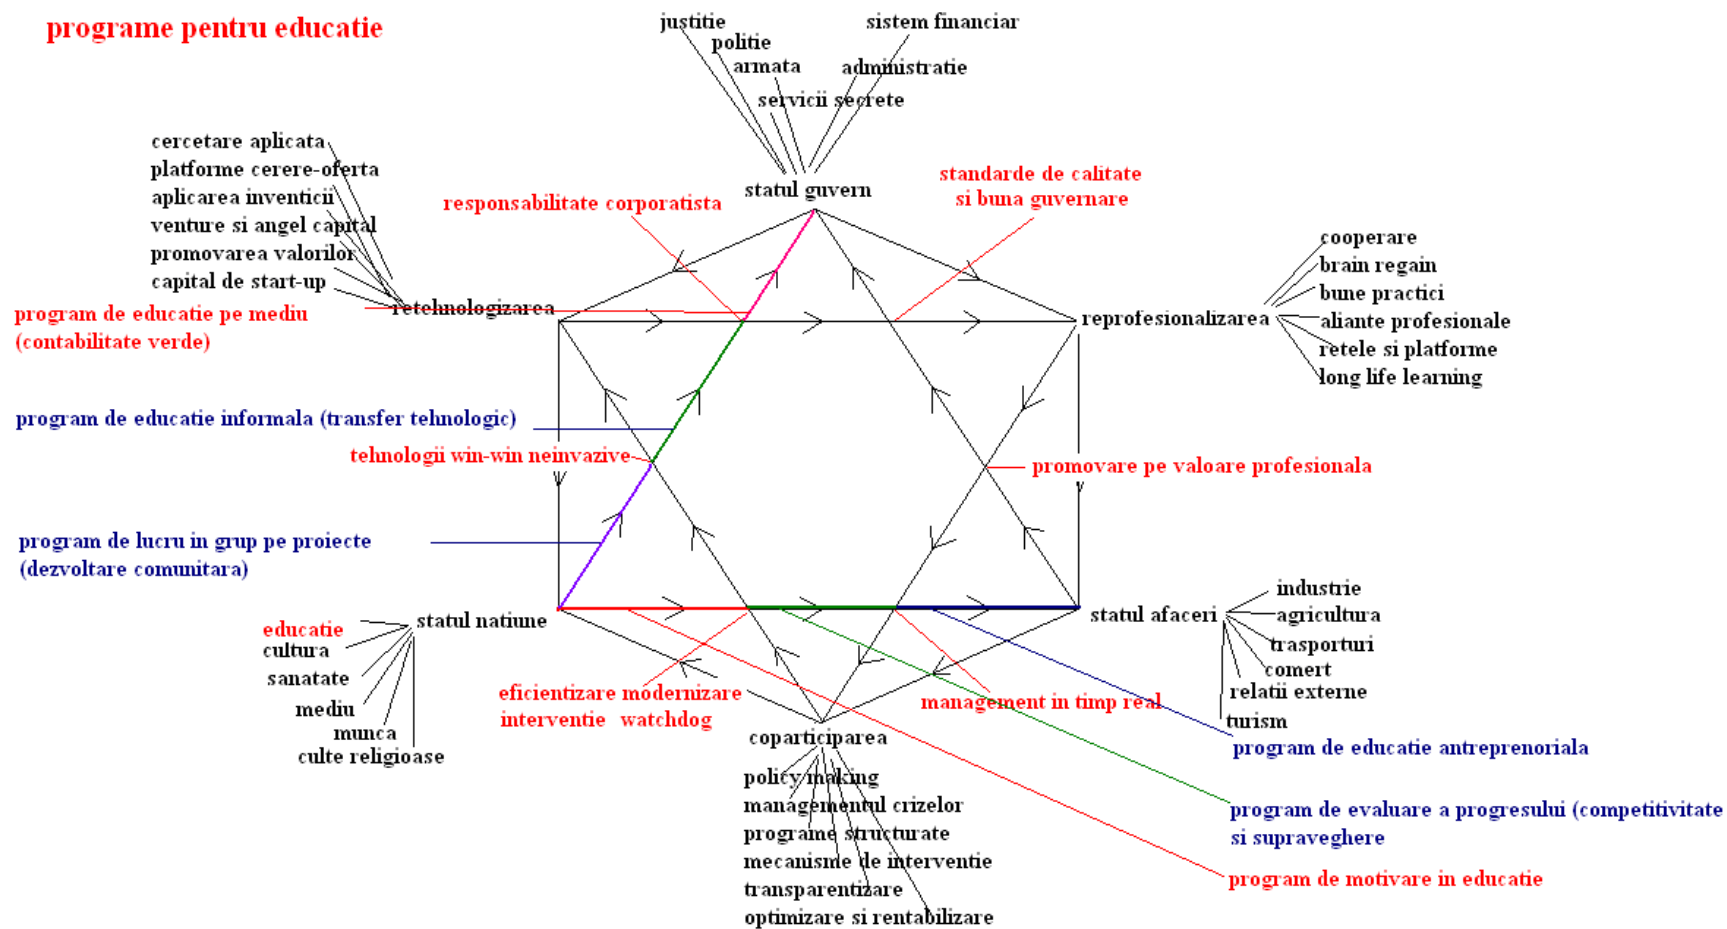 programe pentru educatie
justitie
sistem financiar
politie
armata
administratie
servicii secrete
cercetare aplicata
platforme cerere-oferta
aplicarea inventicii
venture si angel capital
promovarea valorilor
capital de start-up
statul guvern
responsabilitate corporatista
standarde de calitate
si buna guvernare
cooperare
brain regain
bune practici
aliante profesionale
retele si platforme
long life learning
retehnologizarea
reprofesionalizarea
program de educatie pe mediu
(contabilitate verde)
program de educatie informala (transfer tehnologic)
tehnologii win-win neinvazive
promovare pe valoare profesionala
program de lucru in grup pe proiecte
(dezvoltare comunitara)
statul natiune
educatie
cultura
sanatate
mediu
munca
culte religioase
statul afaceri
industrie
agricultura
trasporturi
comert
relatii externe
turism
eficientizare modernizare
interventie watchdog
management in timp real
coparticiparea
policy making
managementul crizelor
programe structurate
mecanisme de interventie
transparentizare
optimizare si rentabilizare
program de educatie antreprenoriala
program de evaluare a progresului (competitivitate
si supraveghere
program de motivare in educatie